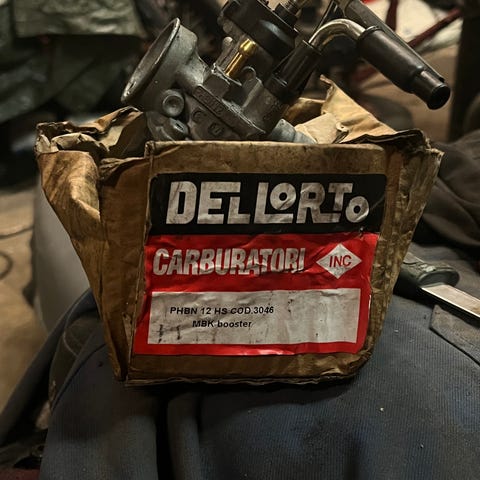 DELLORTO
CARBURATORI INC
PHBN 12 HS COD.3046
MBK booster